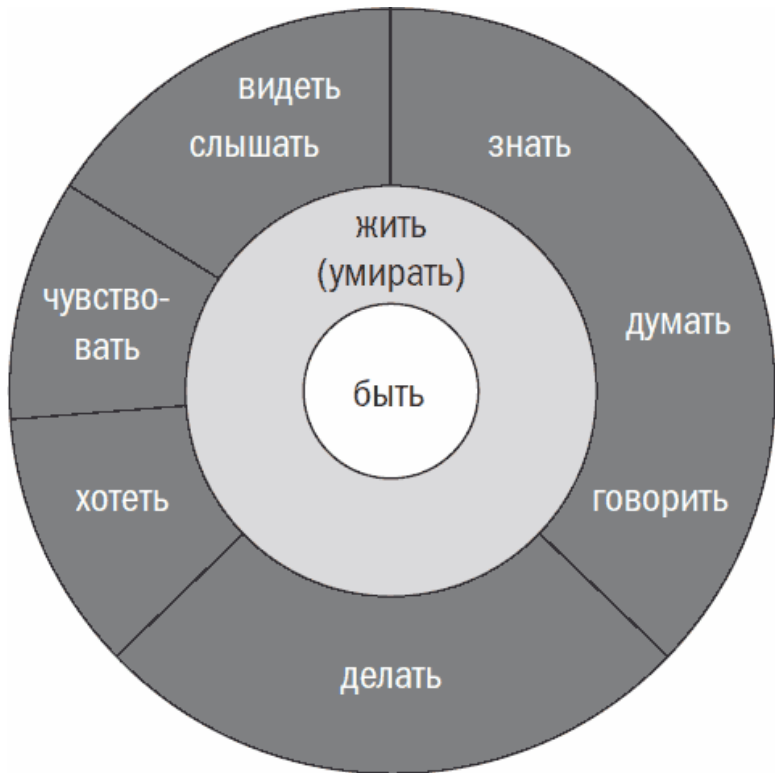 видеть
слышать
знать
жить
(умирать)
чувство-
вать
думать
быть
хотеть
говорить
делать